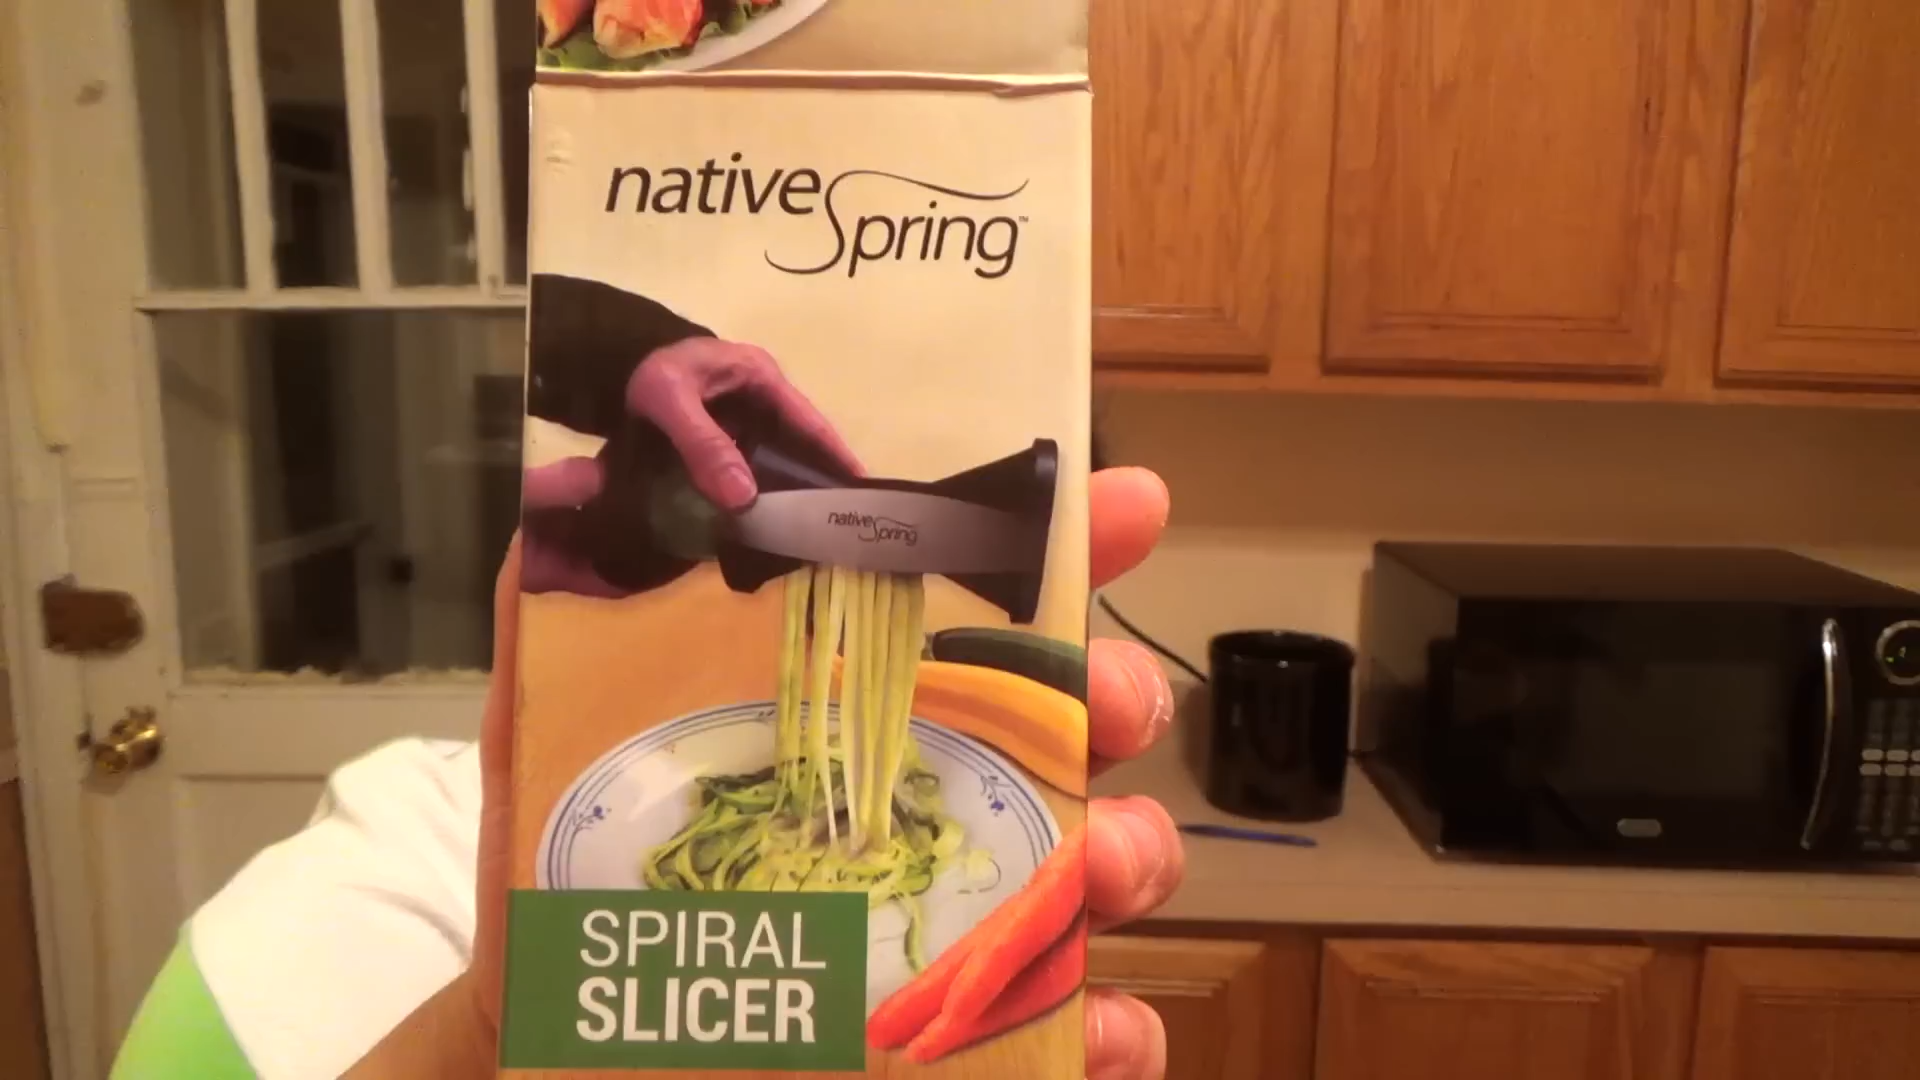 native
Spring™
native
Spring
SPIRAL
SLICER